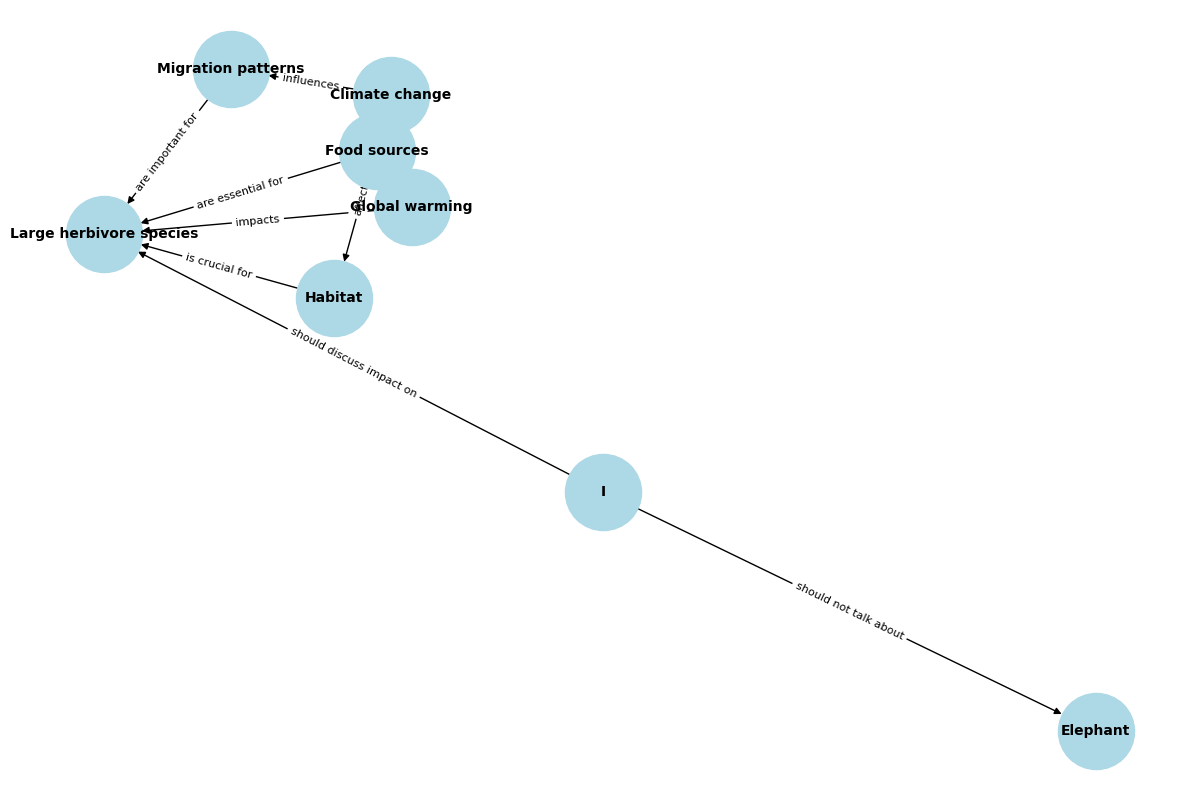 Migration patterns
influences
Climate change
are important for
Food sources
are essential for
Global warming
impacts
Large herbivore species
is crucial for
Habitat
should discuss impact on
I
should not talk about
Elephant